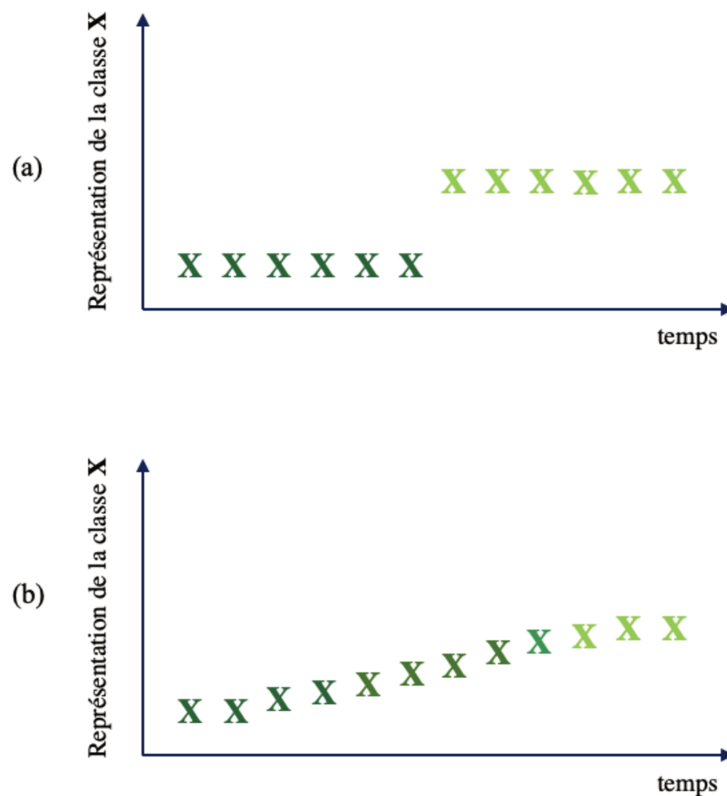 (a)
Représentation de la classe X
X X X X X X
X X X X X X
temps
(b)
Représentation de la classe X
X X X X X X X X X X X X
temps